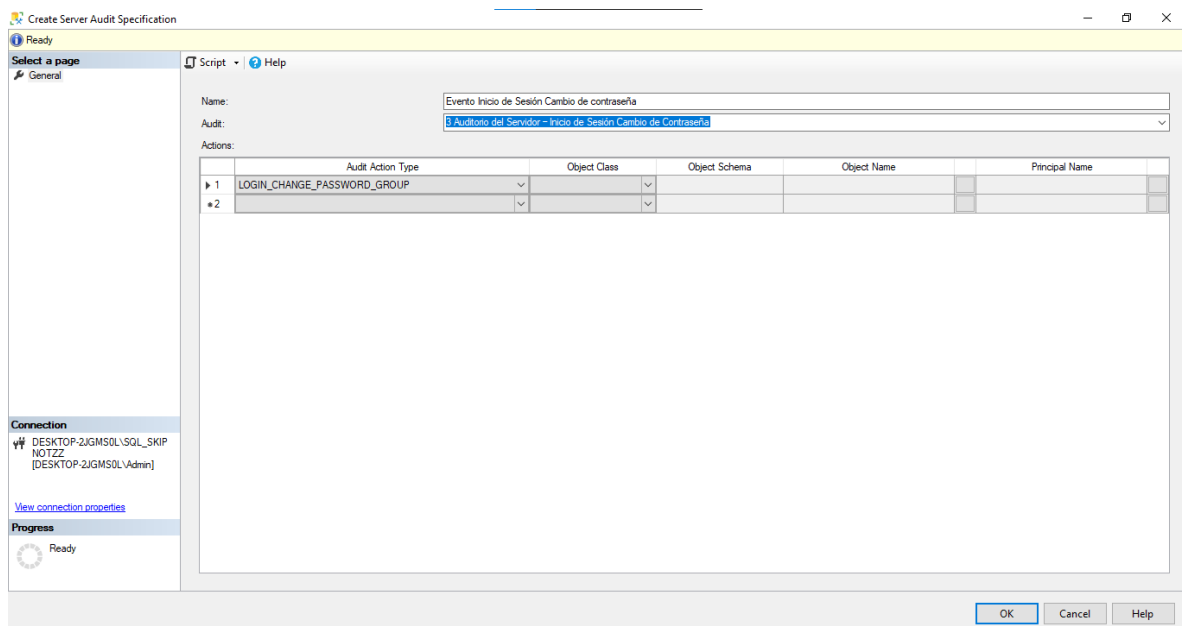 Create Server Audit Specification
Ready
Select a page
General
Script
Help
Name:
Evento Inicio de Sesión Cambio de contraseña
Audit:
3 Auditorio del Servidor – Inicio de Sesión Cambio de Contraseña
Actions:
Audit Action Type Object Class Object Schema Object Name Principal Name
1 LOGIN_CHANGE_PASSWORD_GROUP
*2
Connection
DESKTOP-2JGMS0L\SQL_SKIP
NOTZZ
[DESKTOP-2JGMS0L\Admin]
View connection properties
Progress
Ready
OK Cancel Help